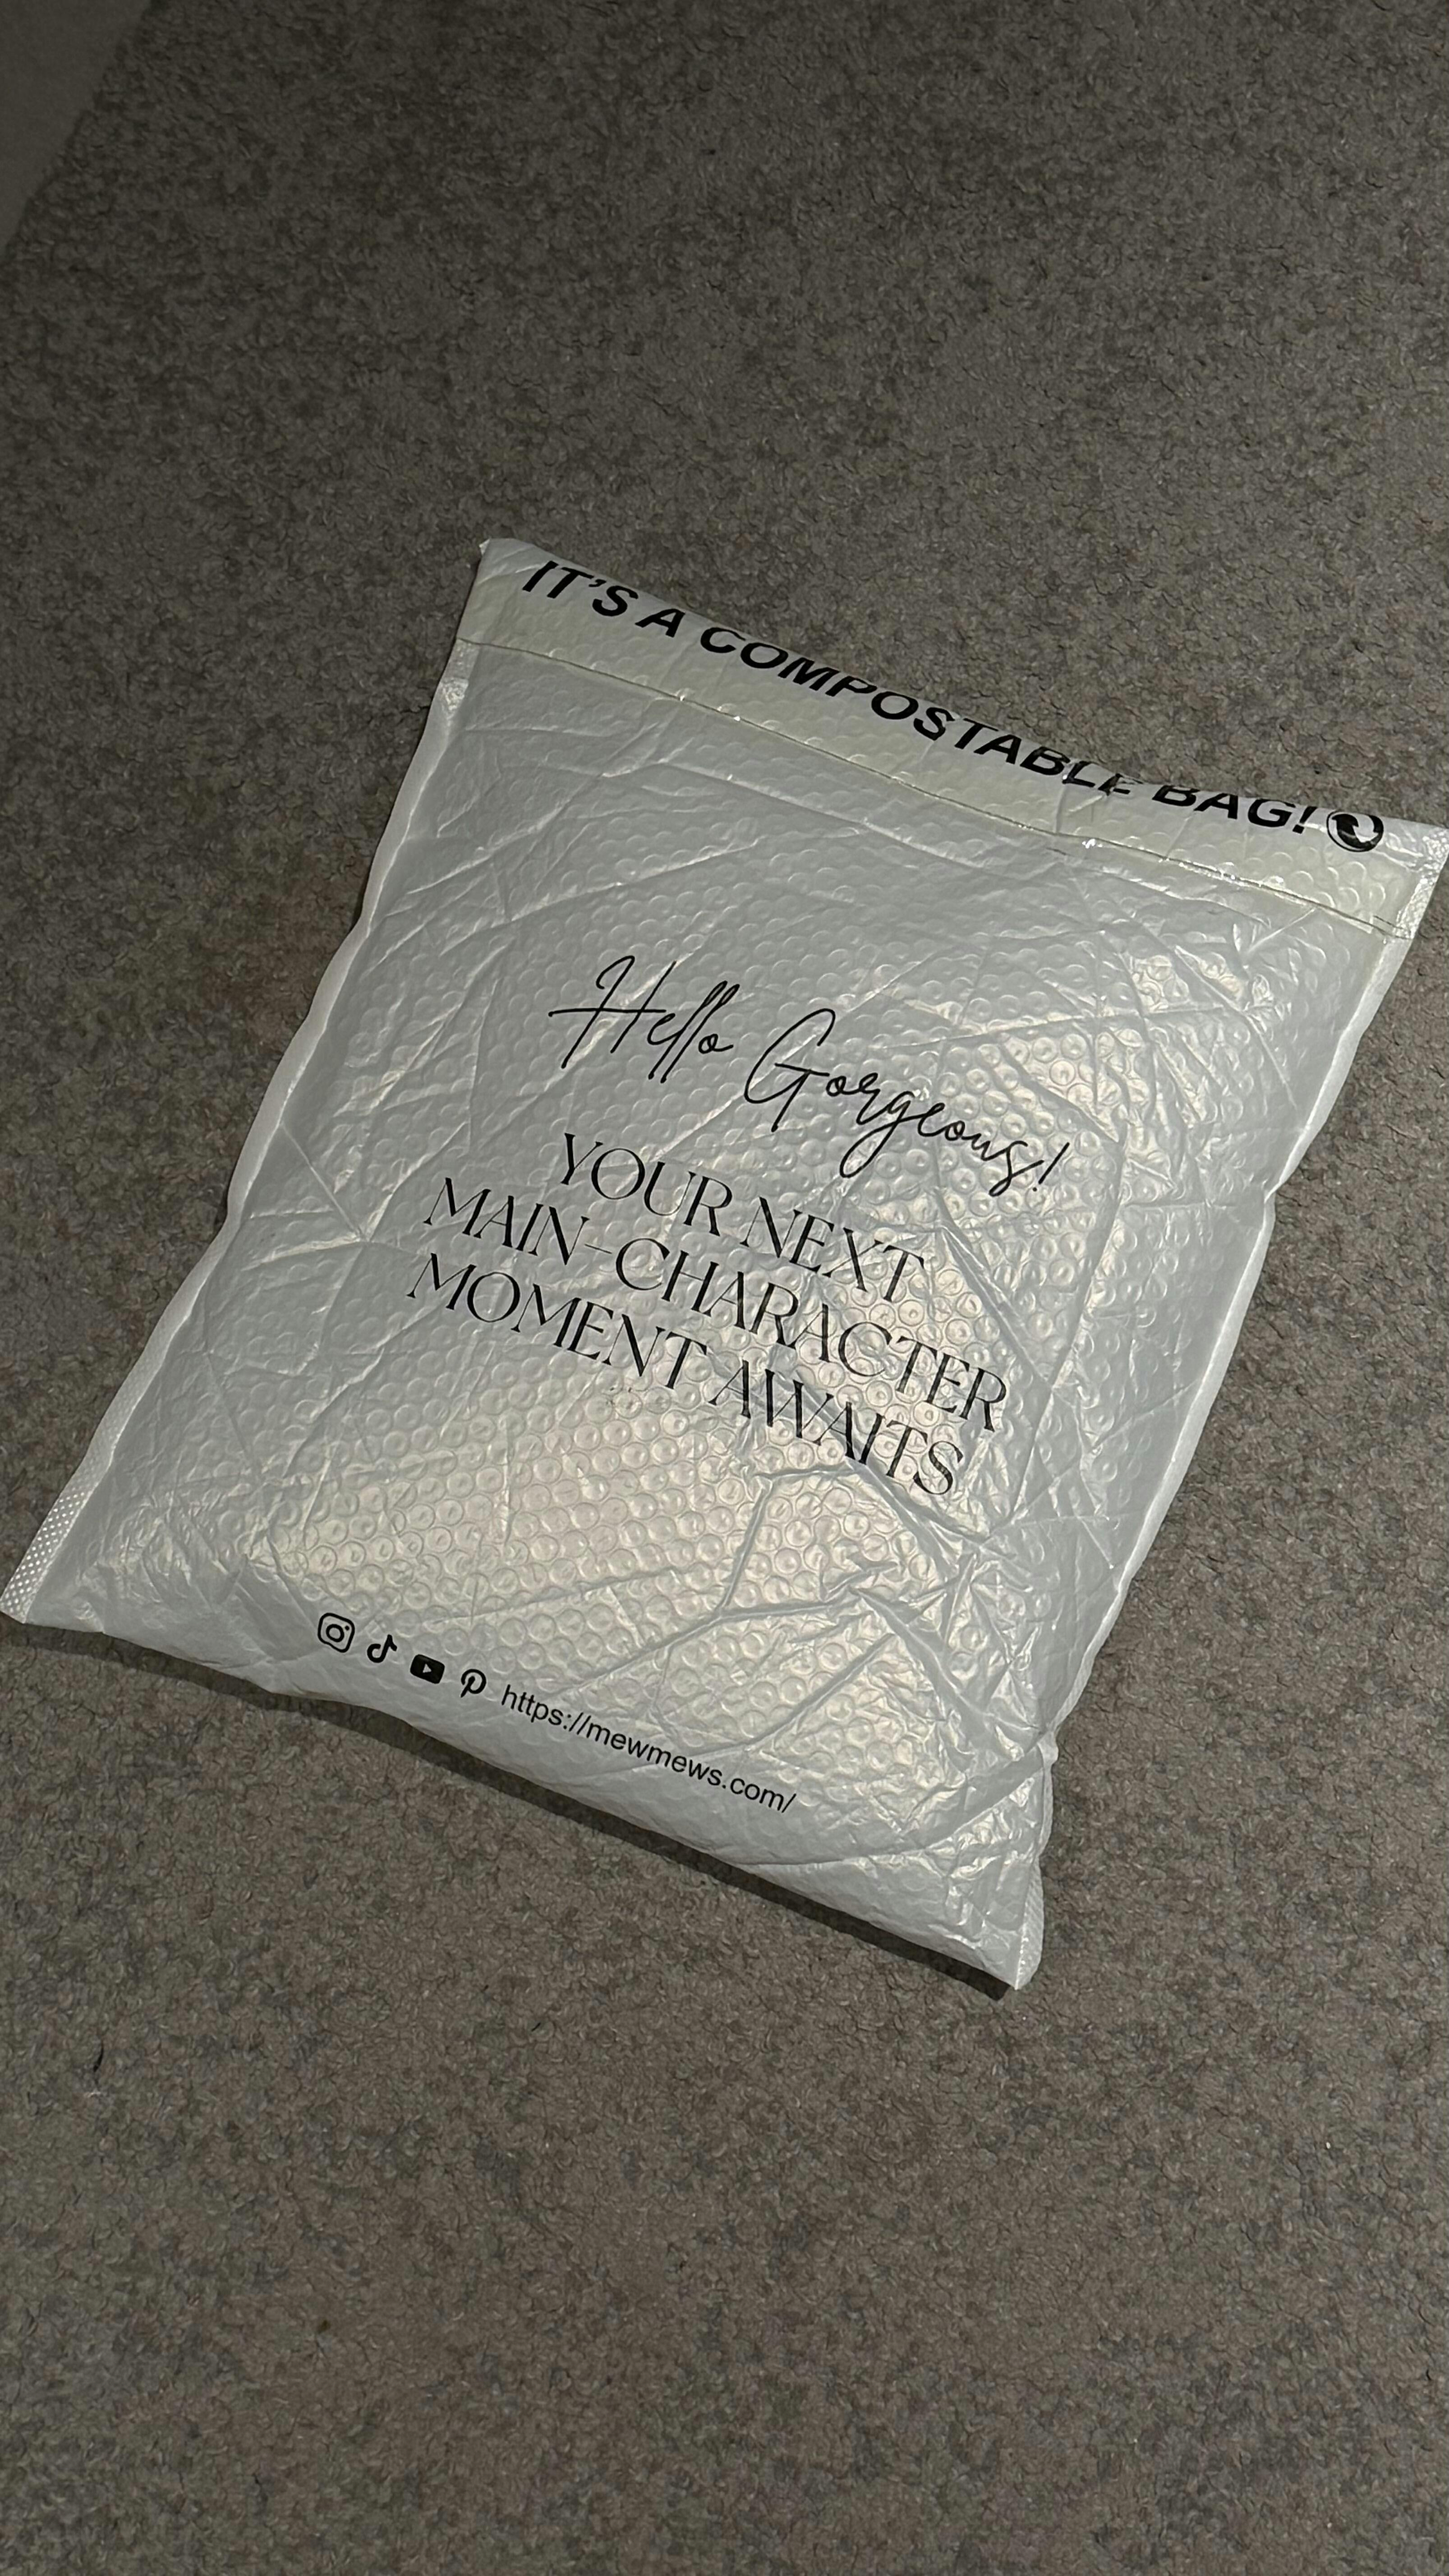 IT'S A COMPOSTABLE BAG!
Hello Gorgeous!
YOUR NEXT
MAIN-CHARACTER
MOMENT AWAITS
https://mewmews.com/